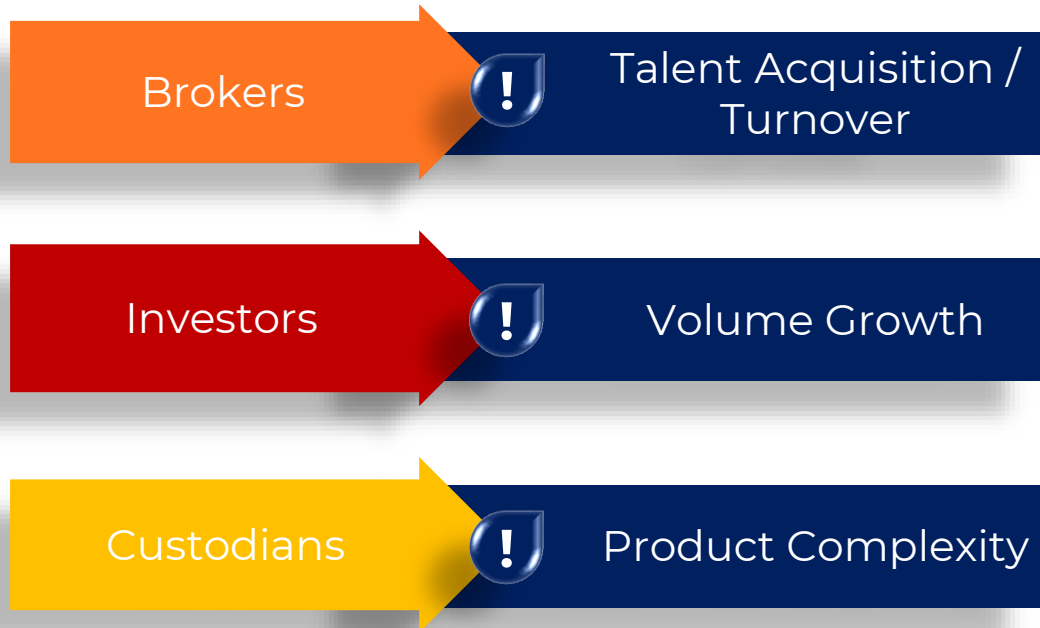 Brokers
!
Talent Acquisition /
Turnover
Investors
!
Volume Growth
Custodians
!
Product Complexity